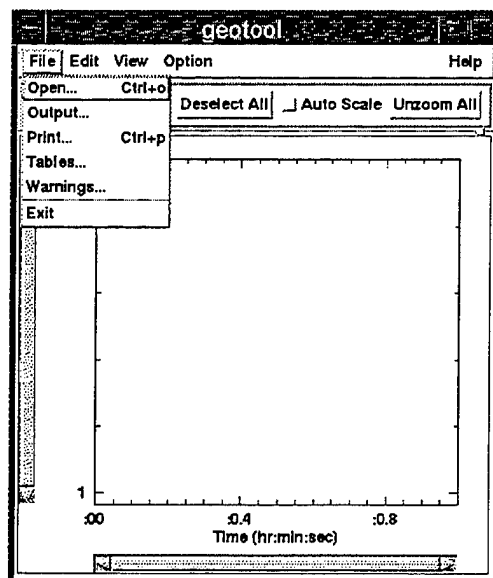 geotool
File Edit View Option Help
Open... Ctrl+o
Output...
Print... Ctrl+p
Tables...
Warnings...
Exit
Deselect All Auto Scale Unzoom All
1
:00 :0.4 :0.8
Time (hr:min:sec)